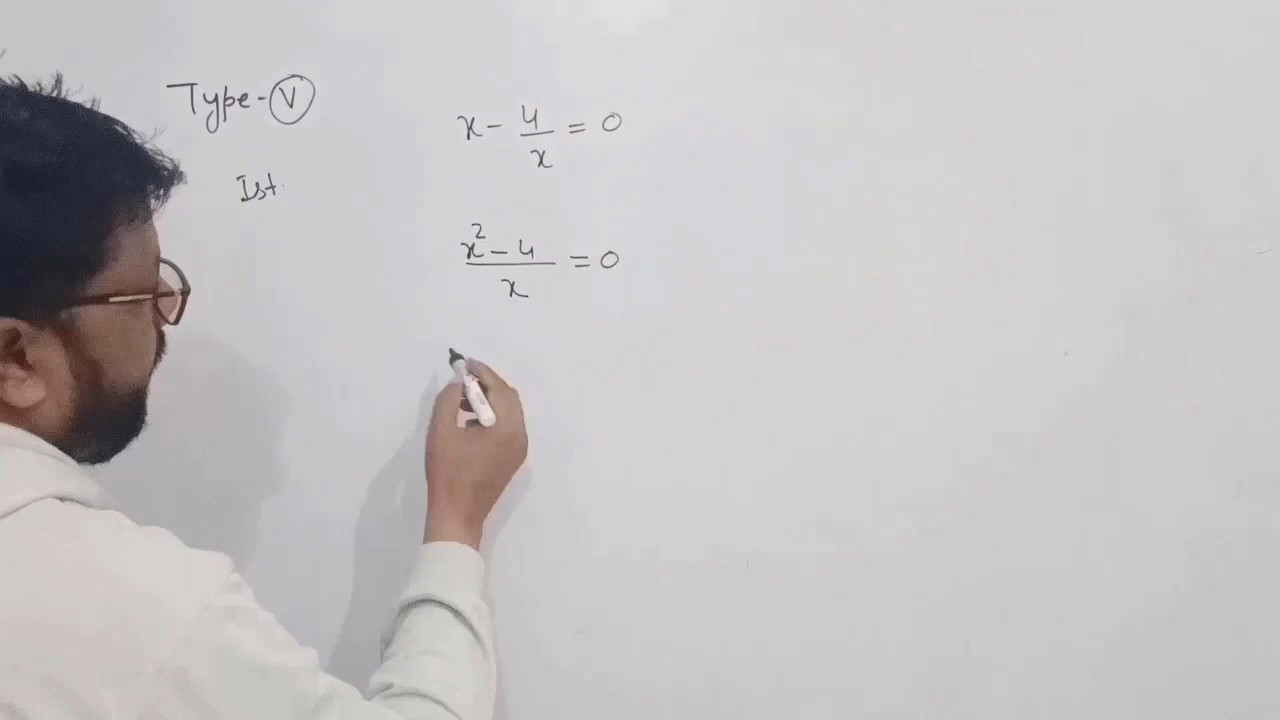 Type-Ⓥ
x - 4/x = 0
Ist.
x² - 4/x = 0